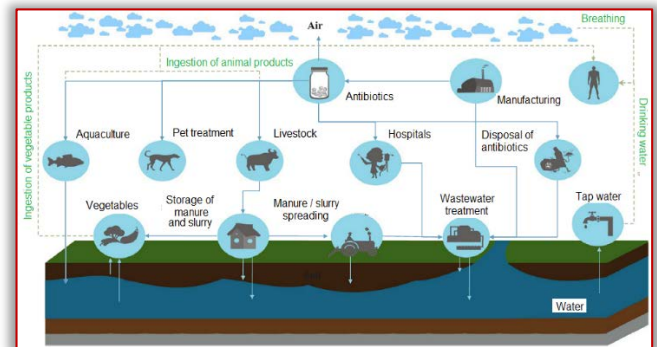 Air
Breathing
Ingestion of animal products
Ingestion of vegetable products
Antibiotics
Manufacturing
Drinking water
Aquaculture
Pet treatment
Livestock
Hospitals
Disposal of
antibiotics
Vegetables
Storage of
manure
and slurry
Manure / slurry
spreading
Wastewater
treatment
Tap water
Water